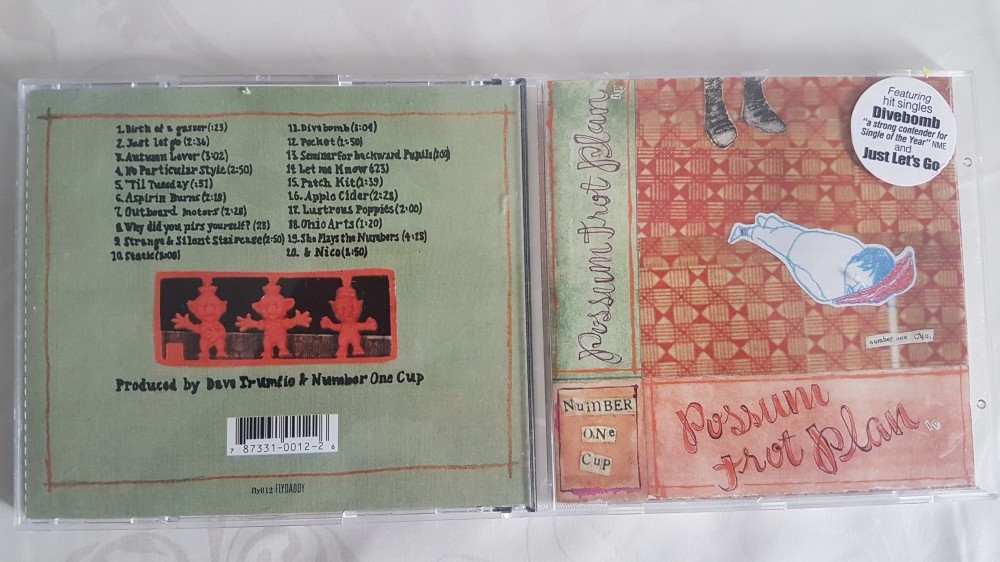 1. Birth of a gasser (:23)
2. Just let go (2:36)
3. Autumn Lover (3:02)
4. No Particular Style (2:50)
5. "Til Tuesday (:51)
6. Aspirin Burns (2:18)
7. Outboard motors (2:28)
8. Why did you pirs yourself? (23)
9. Strange & Silent Staircase (2:50)
10. Static (3:08)
11. Divebomb (3:04)
12. Pocket (2:50)
13. Seminar for backward Pupils (2:50)
14. Let me Know (:23)
15. Patch Kit (1:39)
16. Apple Cider (2:28)
17. Lustrous Poppies (2:00)
18. Ohio Arts (1:20)
19. She Plays the Numbers (4:15)
20. & Nico (2:50)
Produced by Dave Trumfio & Number One Cup
7 87331-0012-2 6
fly012 FLYDADDY
Possum trot plan
by
NumBER
ONe
Cup
Featuring
hit singles
Divebomb
"a strong contender for
Single of the Year" NME
and
Just Let's Go
number one cup.
Possum
trot plan
by